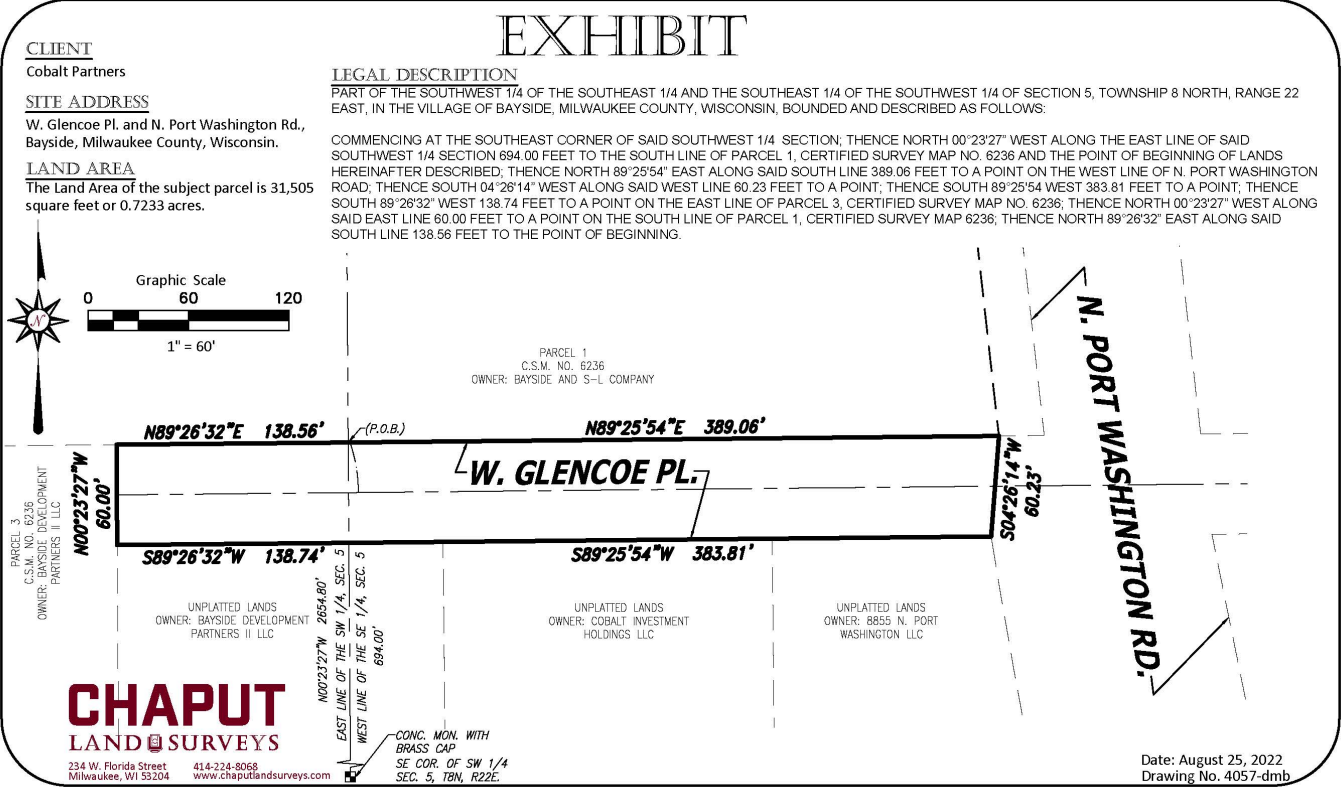 EXHIBIT
CLIENT
Cobalt Partners
SITE ADDRESS
W. Glencoe Pl. and N. Port Washington Rd.,
Bayside, Milwaukee County, Wisconsin.
LAND AREA
The Land Area of the subject parcel is 31,505
square feet or 0.7233 acres.
LEGAL DESCRIPTION
PART OF THE SOUTHWEST 1/4 OF THE SOUTHEAST 1/4 AND THE SOUTHEAST 1/4 OF THE SOUTHWEST 1/4 OF SECTION 5, TOWNSHIP 8 NORTH, RANGE 22
EAST, IN THE VILLAGE OF BAYSIDE, MILWAUKEE COUNTY, WISCONSIN, BOUNDED AND DESCRIBED AS FOLLOWS:
COMMENCING AT THE SOUTHEAST CORNER OF SAID SOUTHWEST 1/4 SECTION; THENCE NORTH 00°23'27" WEST ALONG THE EAST LINE OF SAID
SOUTHWEST 1/4 SECTION 694.00 FEET TO THE SOUTH LINE OF PARCEL 1, CERTIFIED SURVEY MAP NO. 6236 AND THE POINT OF BEGINNING OF LANDS
HEREINAFTER DESCRIBED; THENCE NORTH 89°25'54" EAST ALONG SAID SOUTH LINE 389.06 FEET TO A POINT ON THE WEST LINE OF N. PORT WASHINGTON
ROAD; THENCE SOUTH 04°26'14" WEST ALONG SAID WEST LINE 60.23 FEET TO A POINT; THENCE SOUTH 89°25'54 WEST 383.81 FEET TO A POINT; THENCE
SOUTH 89°26'32" WEST 138.74 FEET TO A POINT ON THE EAST LINE OF PARCEL 3, CERTIFIED SURVEY MAP NO. 6236; THENCE NORTH 00°23'27" WEST ALONG
SAID EAST LINE 60.00 FEET TO A POINT ON THE SOUTH LINE OF PARCEL 1, CERTIFIED SURVEY MAP 6236; THENCE NORTH 89°26'32" EAST ALONG SAID
SOUTH LINE 138.56 FEET TO THE POINT OF BEGINNING.
Graphic Scale
0 60 120
1" = 60'
N
PARCEL 1
C.S.M. NO. 6236
OWNER: BAYSIDE AND S-L COMPANY
N. PORT WASHINGTON RD.
N89°26'32"E 138.56'
(P.O.B.)
N89°25'54"E 389.06'
W. GLENCOE PL.
PARCEL 3
C.S.M. NO. 6236
OWNER: BAYSIDE DEVELOPMENT
PARTNERS II LLC
N00°23'27"W
60.00'
S04°26'14"W
60.23'
S89°26'32"W 138.74'
S89°25'54"W 383.81'
UNPLATTED LANDS
OWNER: BAYSIDE DEVELOPMENT
PARTNERS II LLC
N00°23'27"W 2654.80'
EAST LINE OF THE SW 1/4, SEC. 5
WEST LINE OF THE SE 1/4, SEC. 5
694.00'
UNPLATTED LANDS
OWNER: COBALT INVESTMENT
HOLDINGS LLC
UNPLATTED LANDS
OWNER: 8855 N. PORT
WASHINGTON LLC
CONC. MON. WITH
BRASS CAP
SE COR. OF SW 1/4
SEC. 5, T8N, R22E.
CHAPUT
LAND SURVEYS
234 W. Florida Street 414-224-8068
Milwaukee, WI 53204 www.chaputlandsurveys.com
Date: August 25, 2022
Drawing No. 4057-dmb